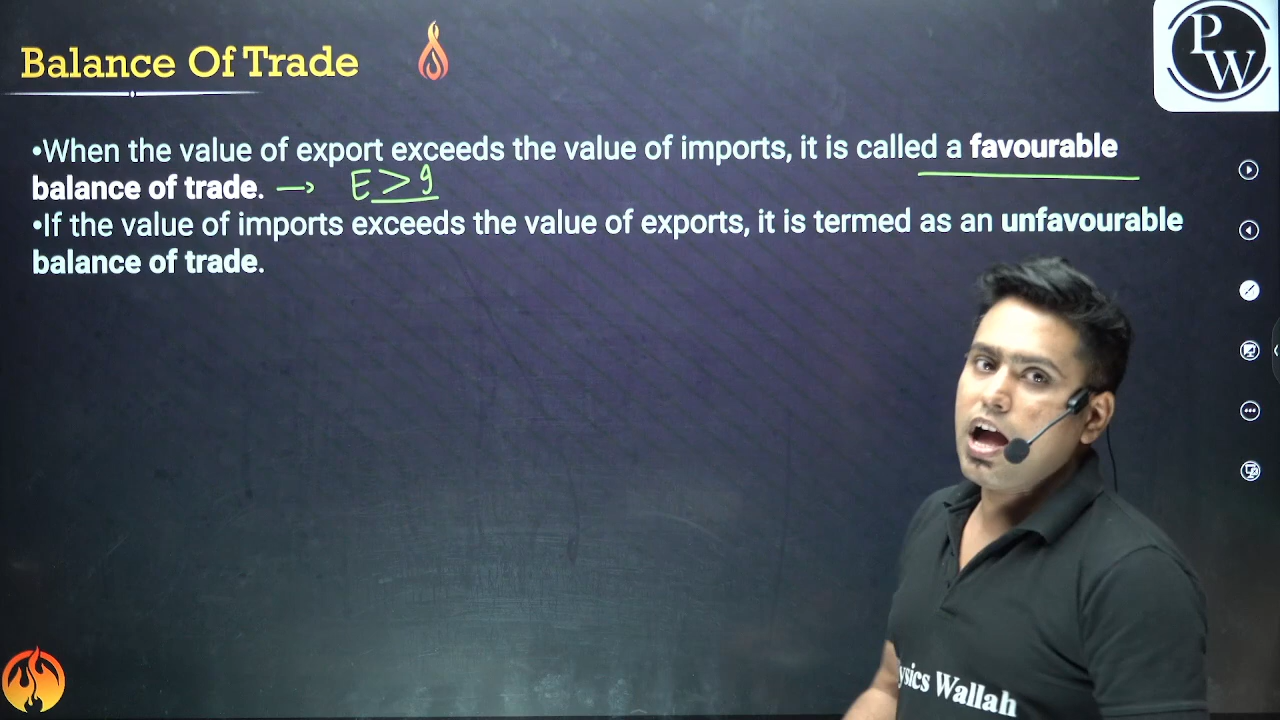 Balance Of Trade
PW
•When the value of export exceeds the value of imports, it is called a favourable
balance of trade. → E > I
•If the value of imports exceeds the value of exports, it is termed as an unfavourable
balance of trade.
ysics Wallah